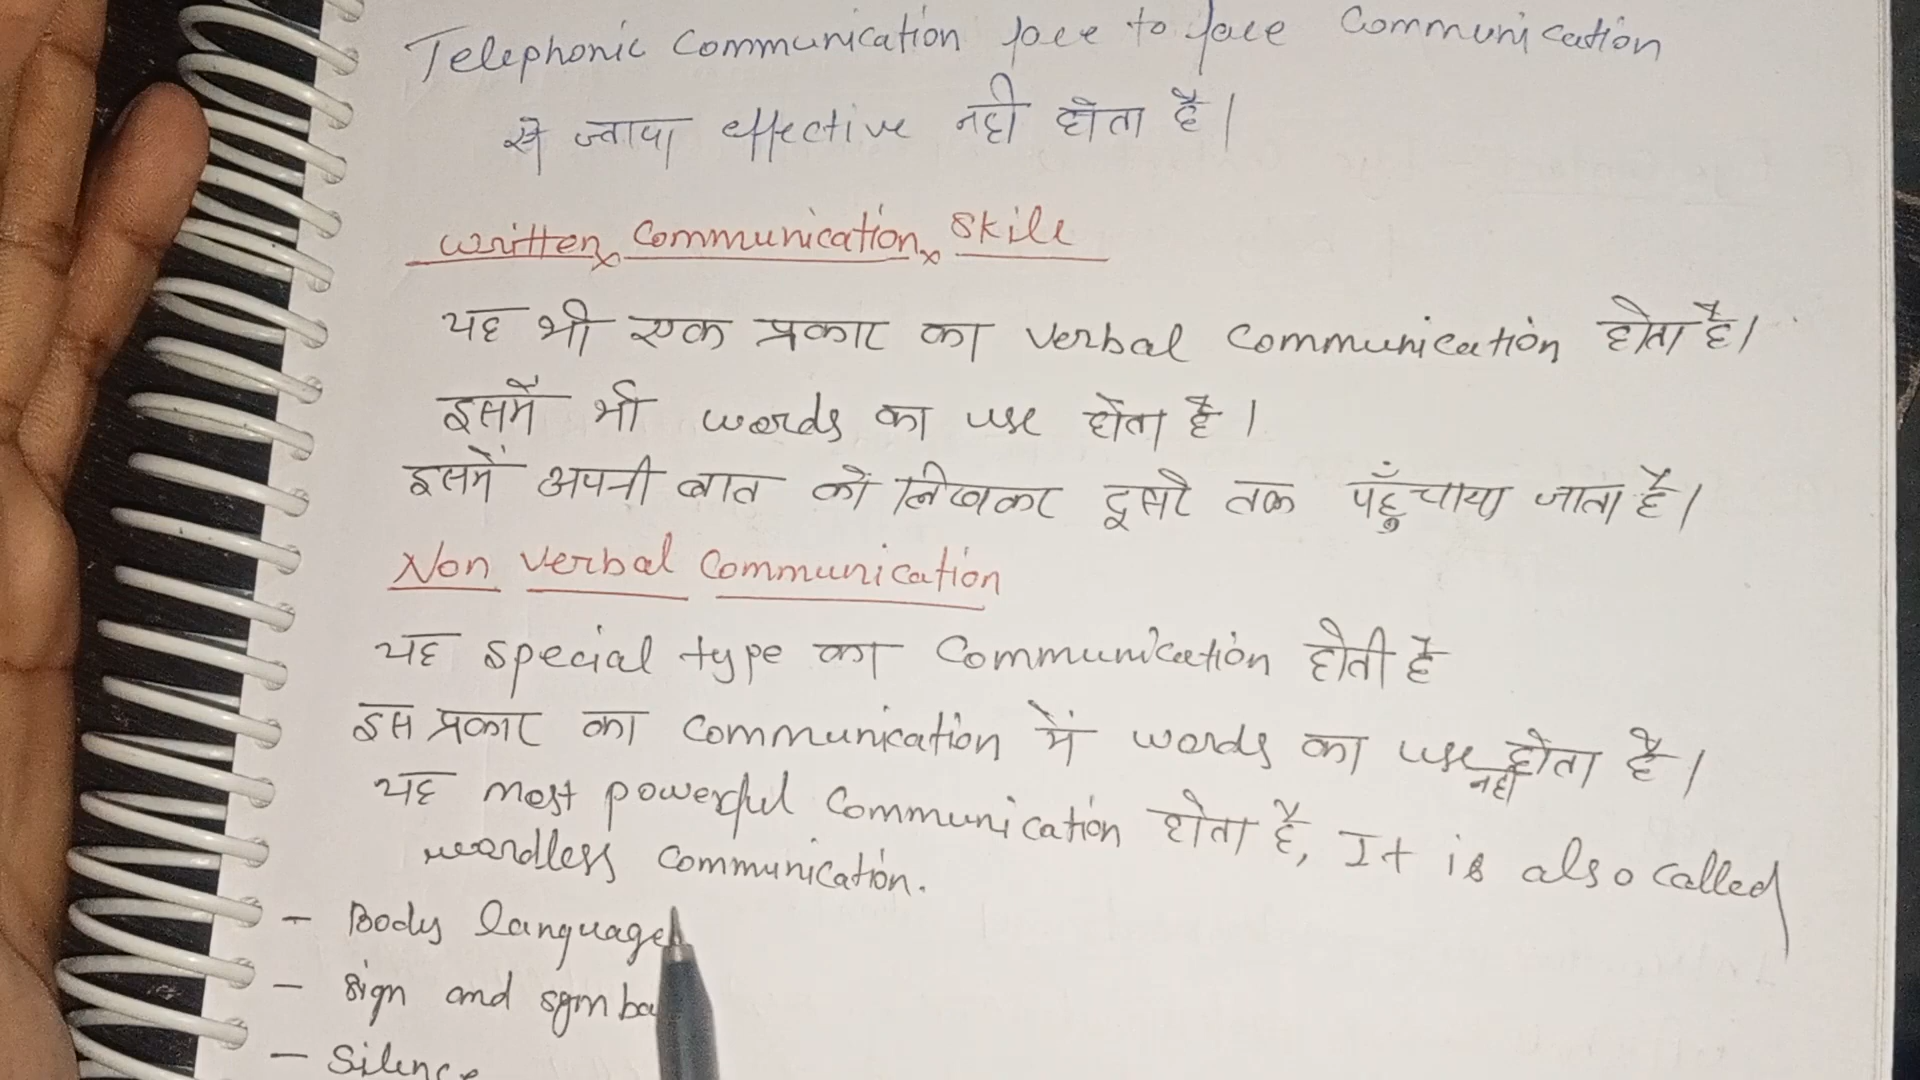 Telephonic Communication face to face Communication
से ज्याया effective नही होता है।
Written Communication Skill
यह भी एक प्रकार का verbal Communication होता है।
इसमें भी words का use होता है।
इसमें अपनी बात को लिखकर दूसरे तक पहुँचाया जाता है।
Non verbal Communication
यह special type का Communication होती है
इस प्रकार का Communication में words का use नही होता है।
यह most powerful Communication होता है, It is also called
wordless Communication.
- Body language
- sign and
- Silence